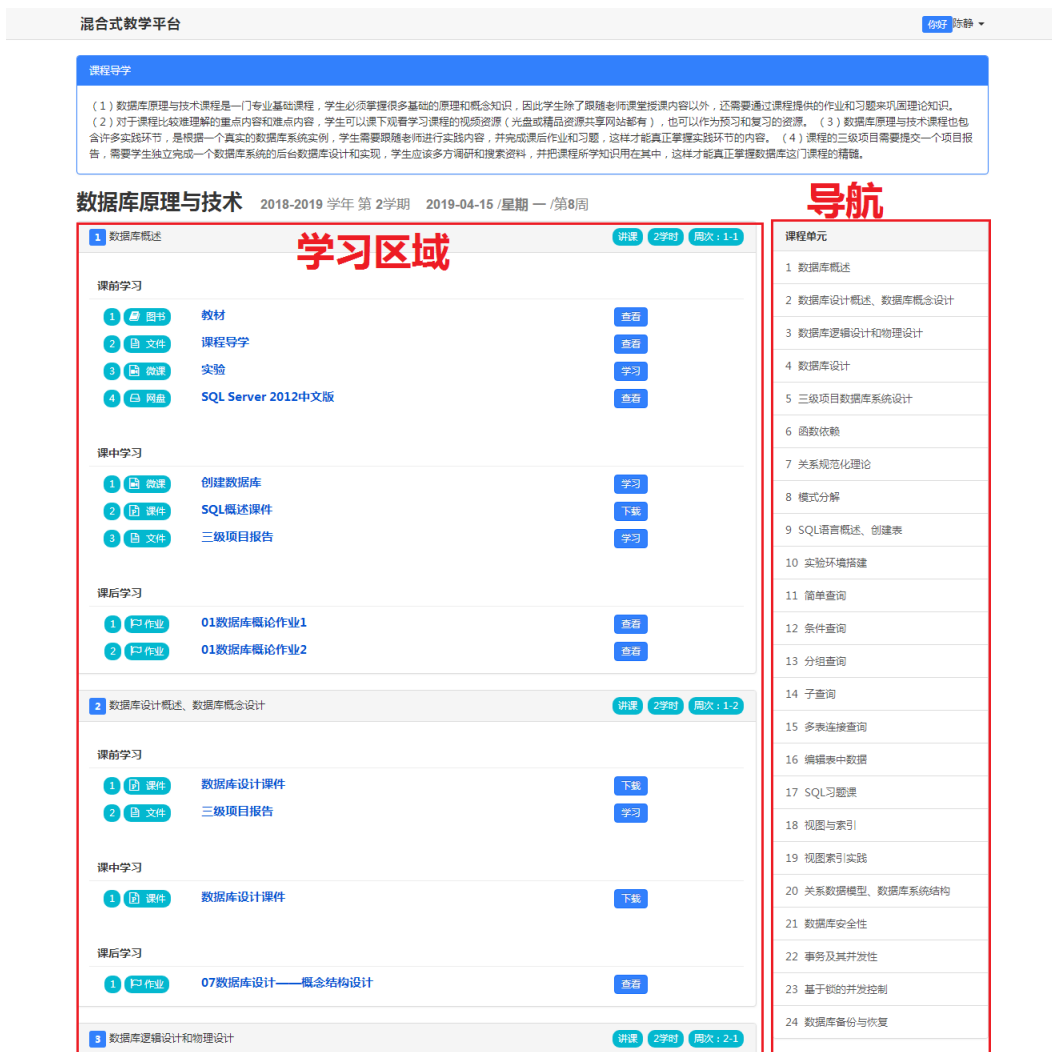 混合式教学平台
你好 陈静
课程导学
（1）数据库原理与技术课程是一门专业基础课程，学生必须掌握很多基础的原理和概念知识，因此学生除了跟随老师课堂授课内容以外，还需要通过课程提供的作业和习题来巩固理论知识。
（2）对于课程比较难理解的重点内容和难点内容，学生可以课下观看学习课程的视频资源（光盘或精品资源共享网站都有），也可以作为预习和复习的资源。（3）数据库原理与技术课程也包
含许多实践环节，是根据一个真实的数据库系统实例，学生需要跟随老师进行实践内容，并完成课后作业和习题，这样才能真正掌握实践环节的内容。（4）课程的三级项目需要提交一个项目报
告，需要学生独立完成一个数据库系统的后台数据库设计和实现，学生应该多方调研和搜索资料，并把课程所学知识用在其中，这样才能真正掌握数据库这门课程的精髓。
数据库原理与技术 2018-2019 学年 第 2学期 2019-04-15 /星期 一 /第8周
学习区域
1 数据库概述 讲课 2学时 周次：1-1
课前学习
1 图书 教材 查看
2 文件 课程导学 查看
3 微课 实验 学习
4 网盘 SQL Server 2012中文版 查看
课中学习
1 微课 创建数据库 学习
2 课件 SQL概述课件 下载
3 文件 三级项目报告 学习
课后学习
1 作业 01数据库概论作业1 查看
2 作业 01数据库概论作业2 查看
2 数据库设计概述、数据库概念设计 讲课 2学时 周次：1-2
课前学习
1 课件 数据库设计课件 下载
2 文件 三级项目报告 学习
课中学习
1 课件 数据库设计课件 下载
课后学习
1 作业 07数据库设计——概念结构设计 查看
3 数据库逻辑设计和物理设计 讲课 2学时 周次：2-1
导航
课程单元
1 数据库概述
2 数据库设计概述、数据库概念设计
3 数据库逻辑设计和物理设计
4 数据库设计
5 三级项目数据库系统设计
6 函数依赖
7 关系规范化理论
8 模式分解
9 SQL语言概述、创建表
10 实验环境搭建
11 简单查询
12 条件查询
13 分组查询
14 子查询
15 多表连接查询
16 编辑表中数据
17 SQL习题课
18 视图与索引
19 视图索引实践
20 关系数据模型、数据库系统结构
21 数据库安全性
22 事务及其并发性
23 基于锁的并发控制
24 数据库备份与恢复